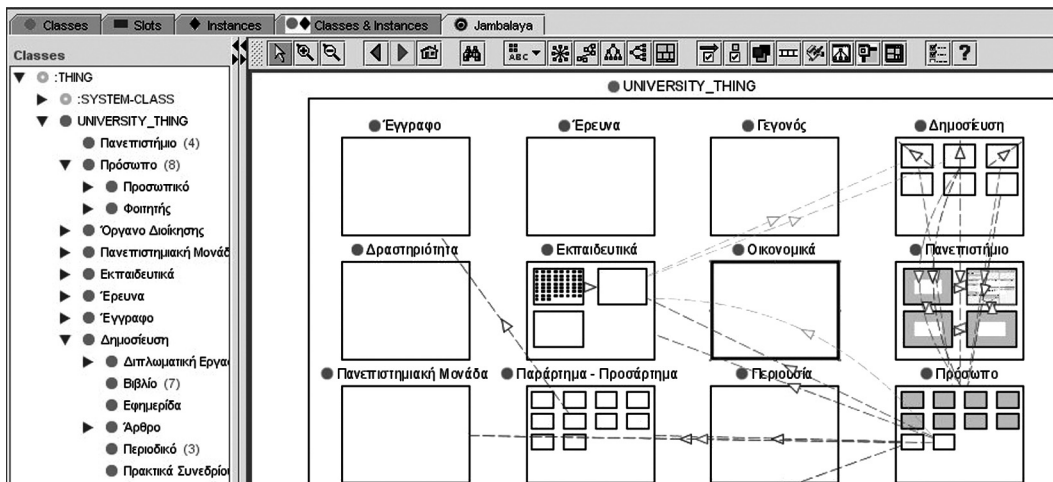 Classes Slots Instances Classes & Instances Jambalaya
Classes
:THING
:SYSTEM-CLASS
UNIVERSITY_THING
Πανεπιστήμιο (4)
Πρόσωπο (8)
Προσωπικό
Φοιτητής
Όργανο Διοίκησης
Πανεπιστημιακή Μονάδ
Εκπαιδευτικά
Έρευνα
Έγγραφο
Δημοσίευση
Διπλωματική Εργα
Βιβλίο (7)
Εφημερίδα
Άρθρο
Περιοδικό (3)
Πρακτικά Συνεδρίου
ABC ?
UNIVERSITY_THING
Έγγραφο Έρευνα Γεγονός Δημοσίευση
Δραστηριότητα Εκπαιδευτικά Οικονομικά Πανεπιστήμιο
Πανεπιστημιακή Μονάδα Παράρτημα - Προσάρτημα Περιουσία Πρόσωπο